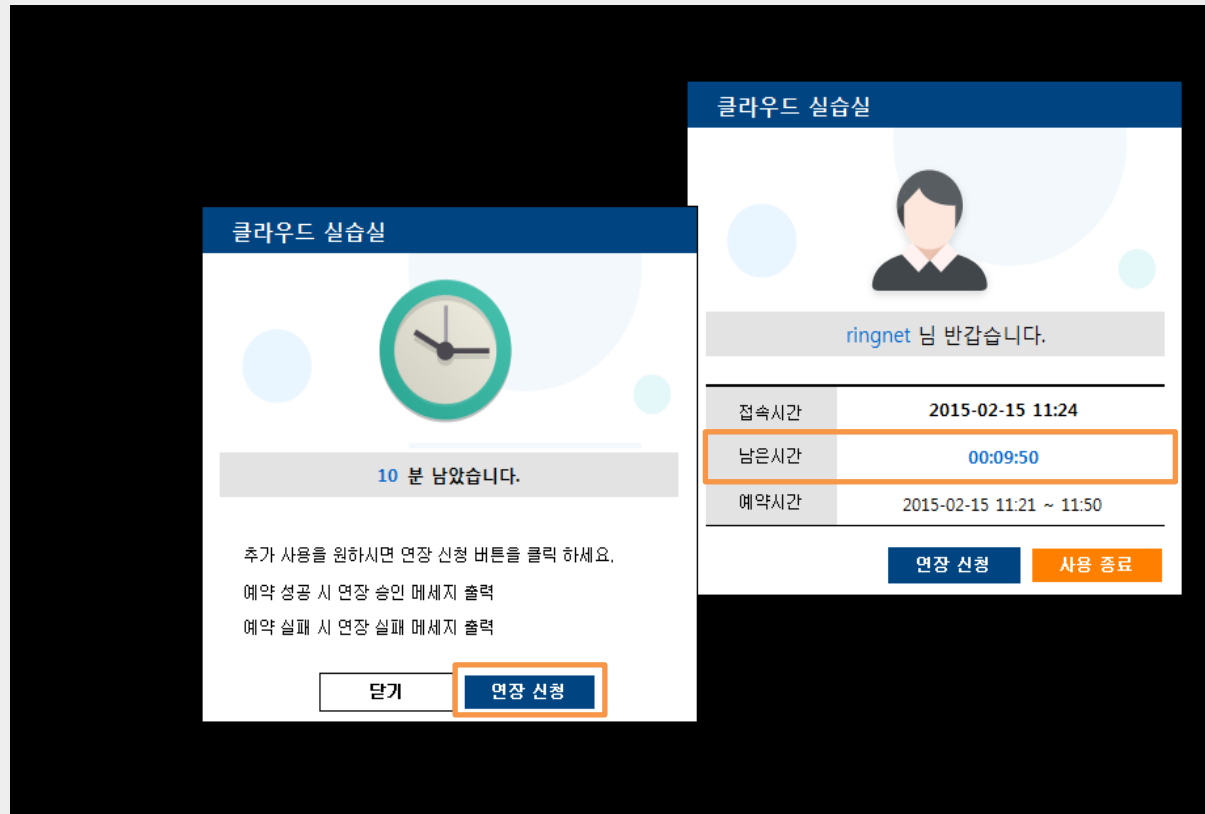 클라우드 실습실
ringnet 님 반갑습니다.
접속시간 2015-02-15 11:24
남은시간 00:09:50
예약시간 2015-02-15 11:21 ~ 11:50
연장 신청 사용 종료
클라우드 실습실
10 분 남았습니다.
추가 사용을 원하시면 연장 신청 버튼을 클릭 하세요.
예약 성공 시 연장 승인 메세지 출력
예약 실패 시 연장 실패 메세지 출력
닫기 연장 신청